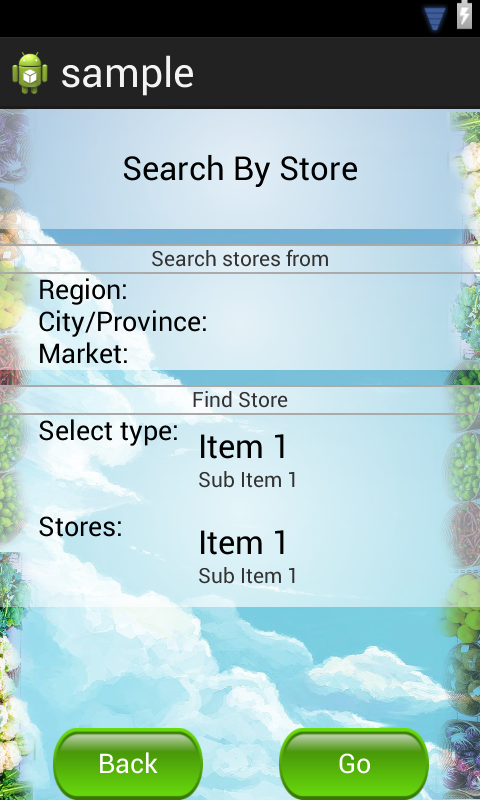 sample
Search By Store
Search stores from
Region:
City/Province:
Market:
Find Store
Select type:
Item 1
Sub Item 1
Stores:
Item 1
Sub Item 1
Back
Go